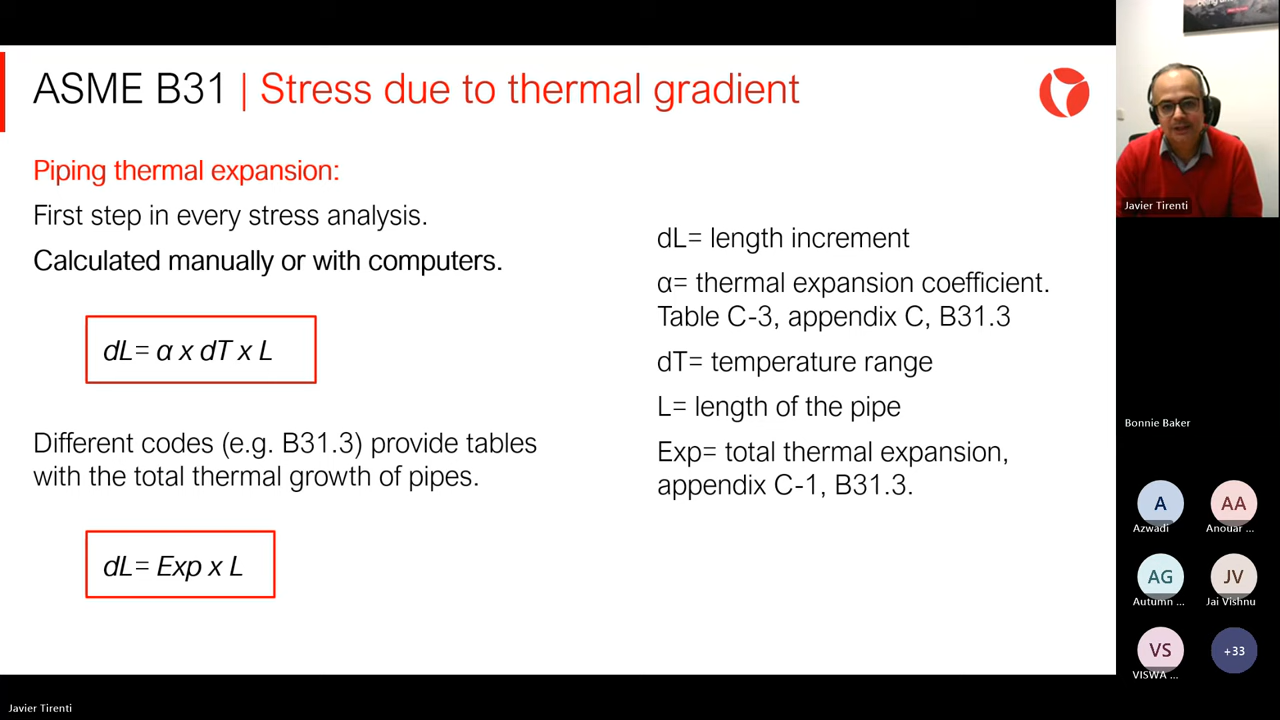 ASME B31 | Stress due to thermal gradient
Piping thermal expansion:
First step in every stress analysis.
Calculated manually or with computers.
dL= α x dT x L
Different codes (e.g. B31.3) provide tables
with the total thermal growth of pipes.
dL= Exp x L
dL= length increment
α= thermal expansion coefficient.
Table C-3, appendix C, B31.3
dT= temperature range
L= length of the pipe
Exp= total thermal expansion,
appendix C-1, B31.3.
Javier Tirenti
Bonnie Baker
A
AA
Azwadi
Anouar ...
AG
JV
Autumn ...
Jai Vishnu
VS
+33
VISWA ...
Javier Tirenti